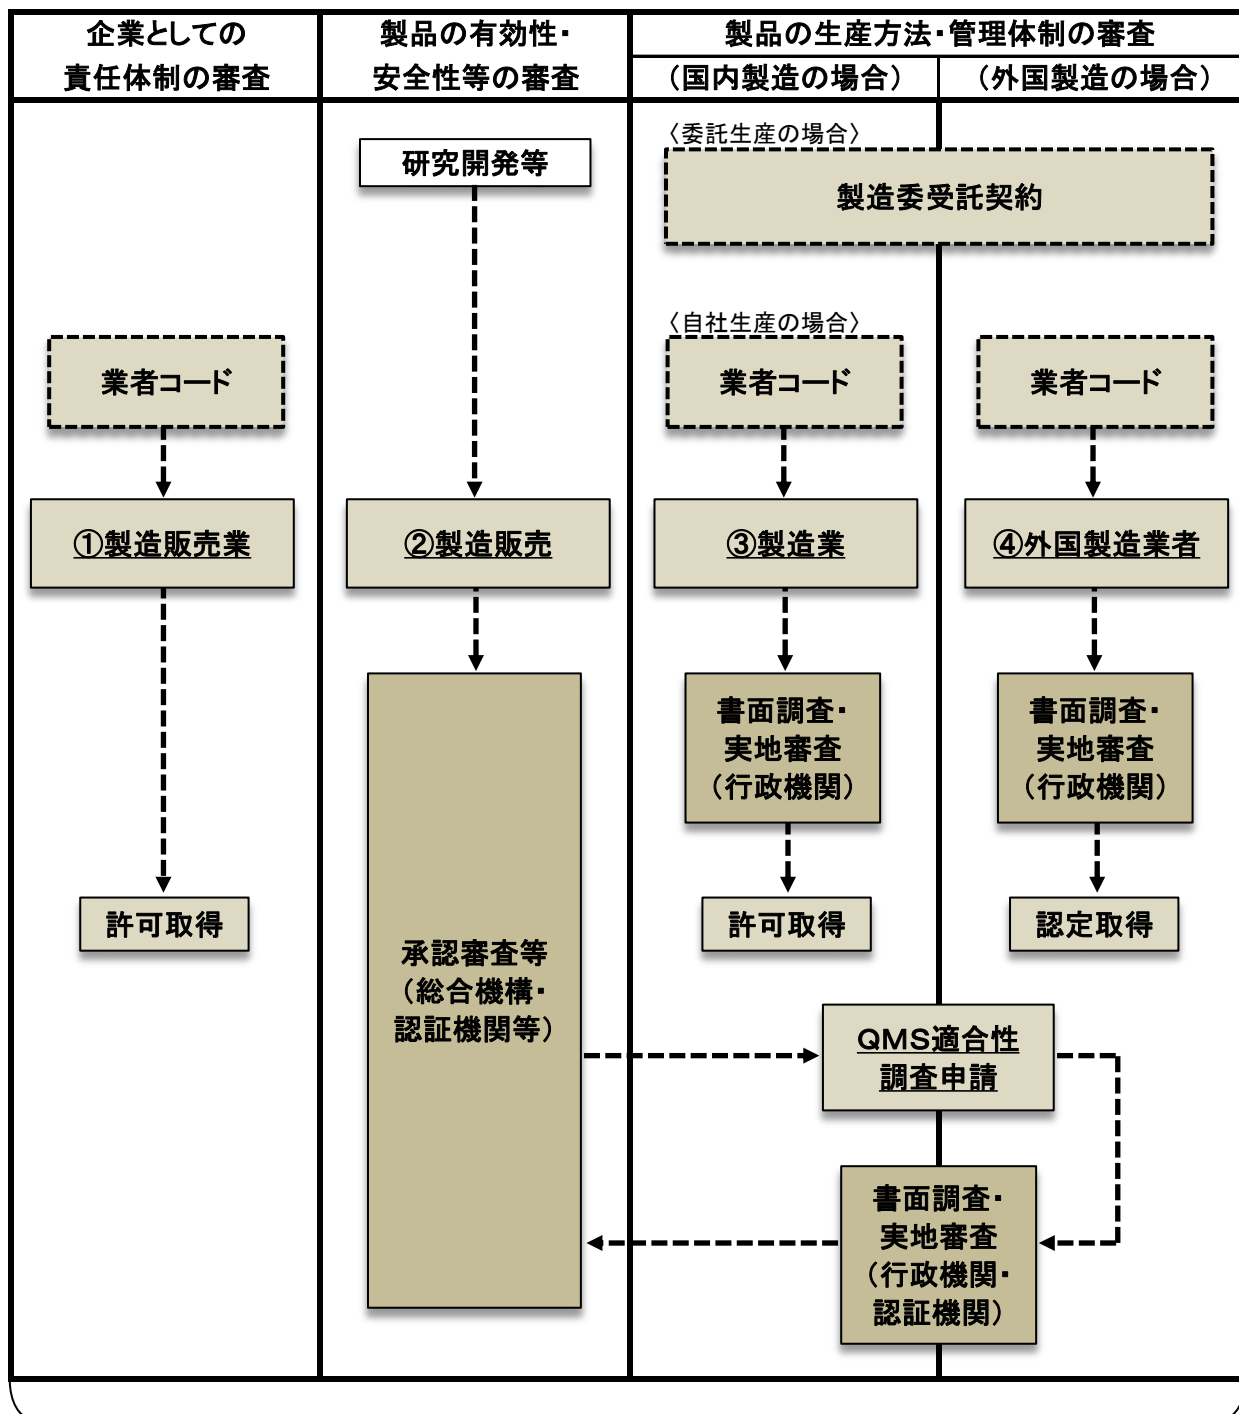 企業としての
責任体制の審査
製品の有効性・
安全性等の審査
製品の生産方法・管理体制の審査
(国内製造の場合)
(外国製造の場合)
研究開発等
〈委託生産の場合〉
製造委受託契約
〈自社生産の場合〉
業者コード
業者コード
業者コード
①製造販売業
②製造販売
③製造業
④外国製造業者
書面調査・
実地審査
(行政機関)
書面調査・
実地審査
(行政機関)
許可取得
許可取得
認定取得
承認審査等
(総合機構・
認証機関等)
QMS適合性
調査申請
書面調査・
実地審査
(行政機関・
認証機関)